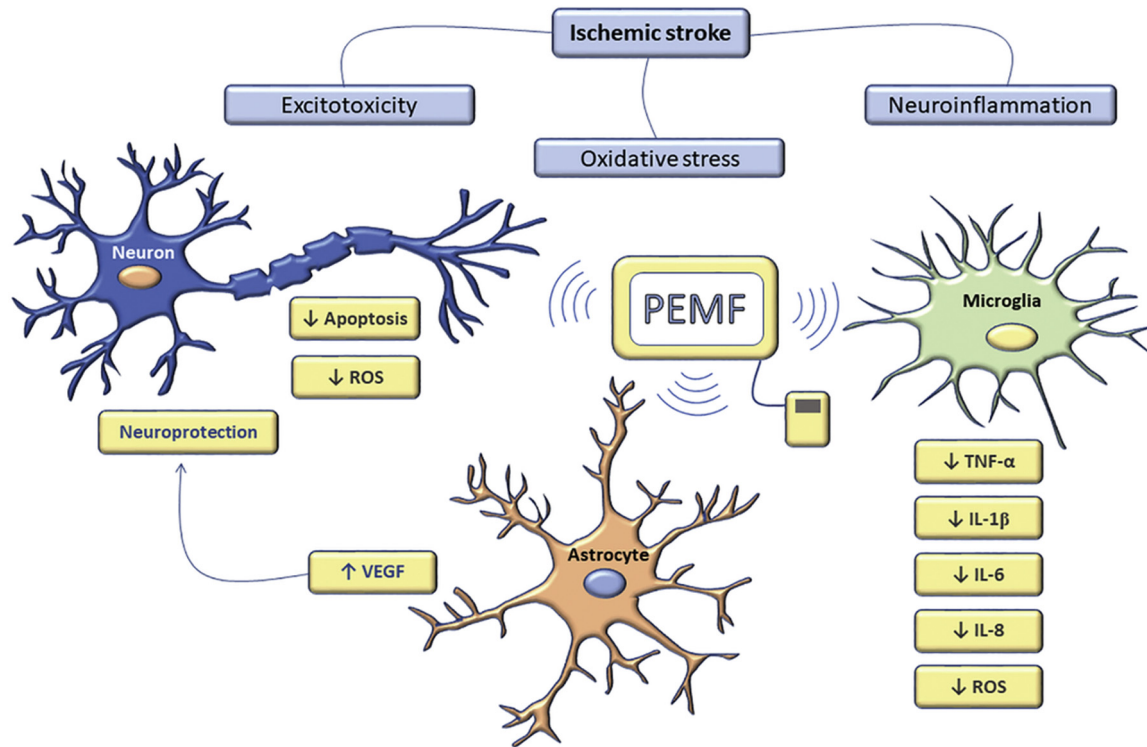 Ischemic stroke
Excitotoxicity
Neuroinflammation
Oxidative stress
Neuron
↓ Apoptosis
↓ ROS
Neuroprotection
PEMF
Microglia
Astrocyte
↑ VEGF
↓ TNF-α
↓ IL-1β
↓ IL-6
↓ IL-8
↓ ROS